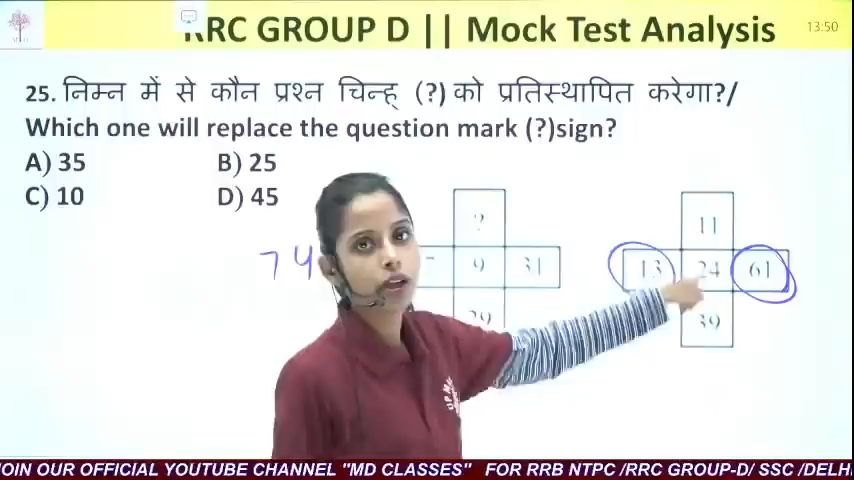 RRC GROUP D || Mock Test Analysis
13:50
25. निम्न में से कौन प्रश्न चिन्ह् (?) को प्रतिस्थापित करेगा?/
Which one will replace the question mark (?)sign?
A) 35
B) 25
C) 10
D) 45
?
9 31
29
11
13 24 61
39
74
JOIN OUR OFFICIAL YOUTUBE CHANNEL "MD CLASSES" FOR RRB NTPC /RRC GROUP-D/ SSC /DELHI